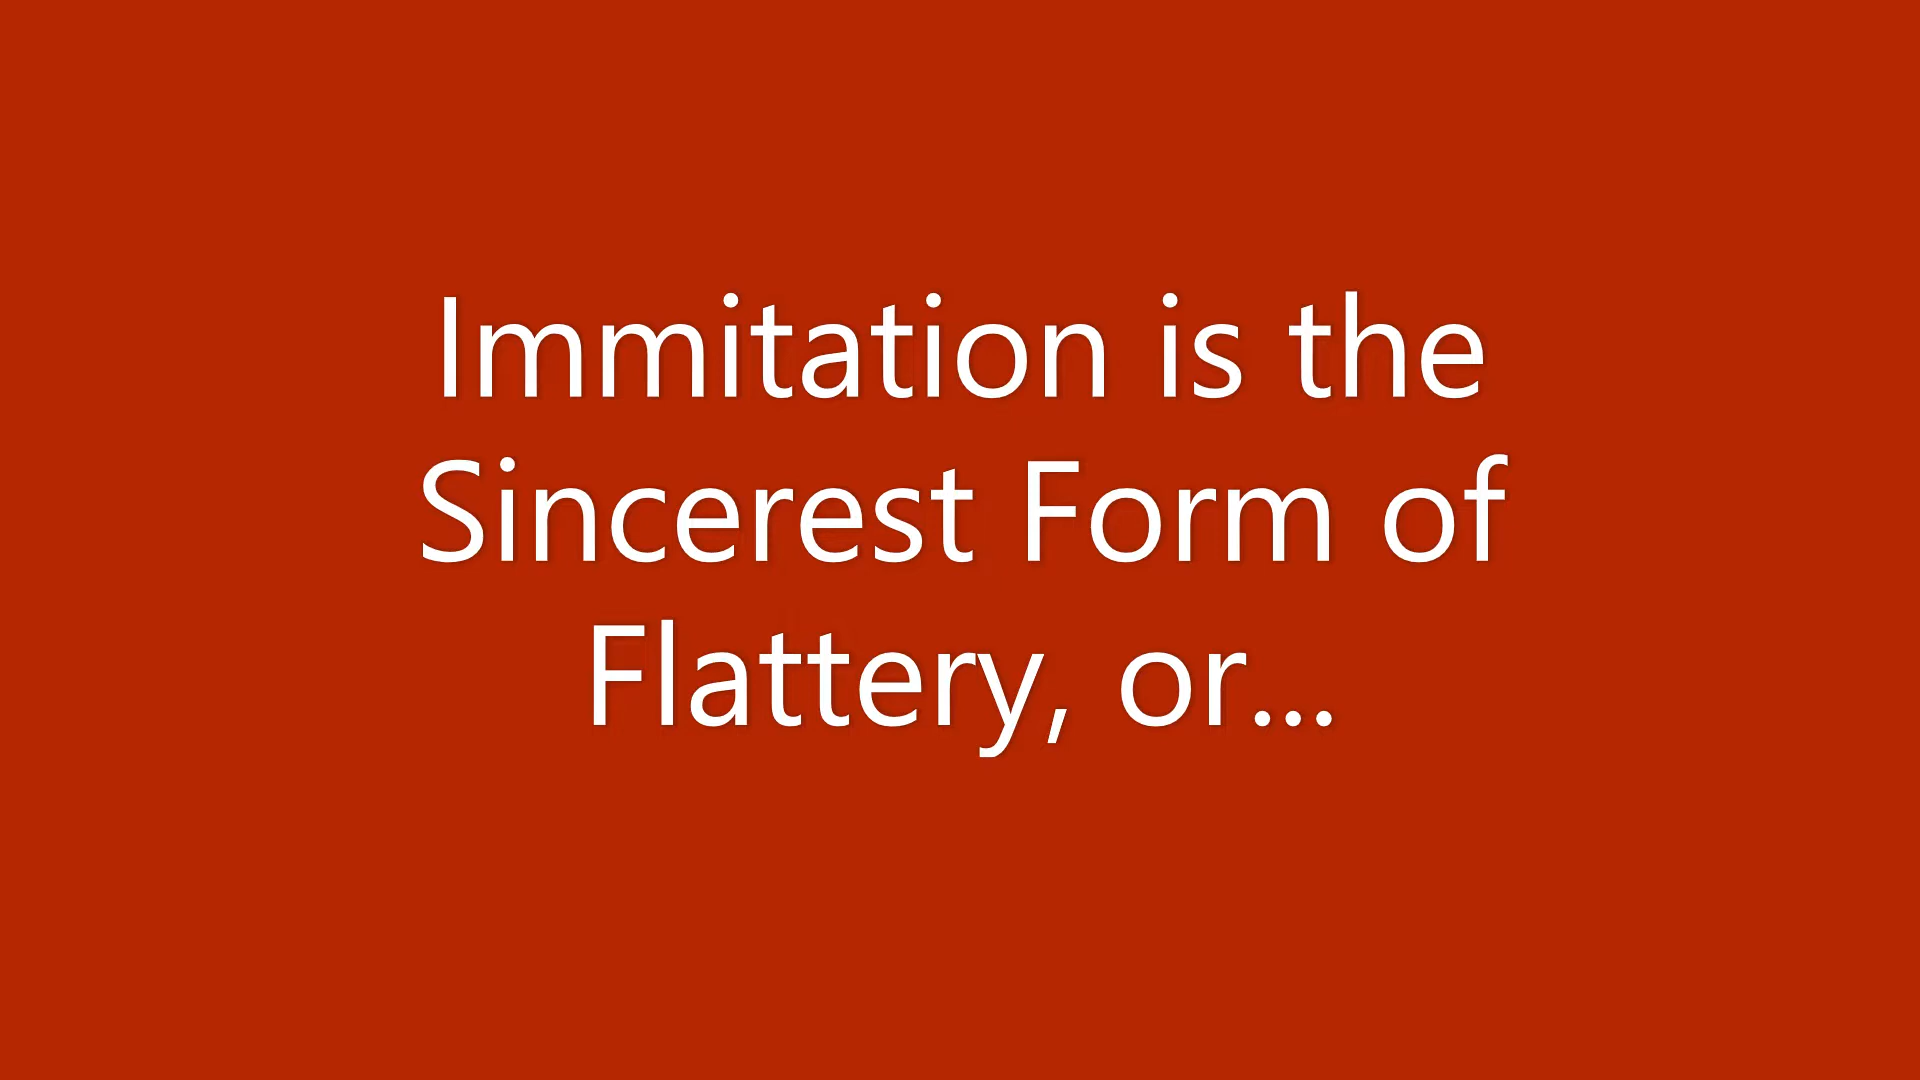 Immitation is the
Sincerest Form of
Flattery, or...